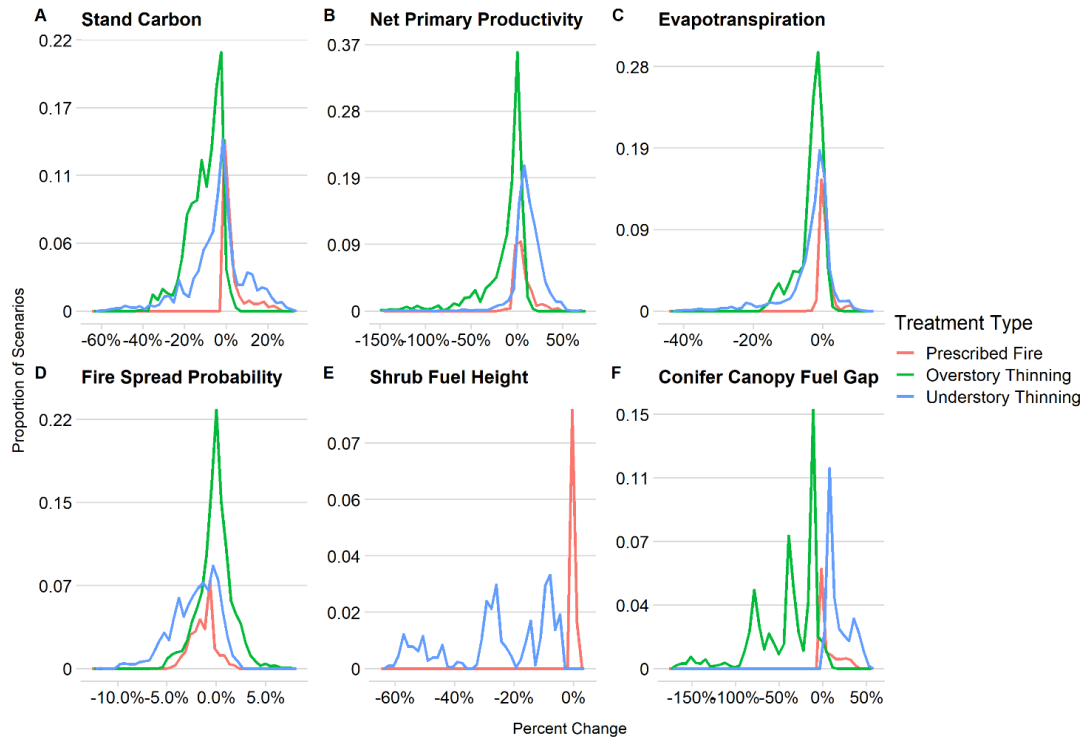 A Stand Carbon
B Net Primary Productivity
C Evapotranspiration
0.22
0.17
0.11
0.06
0
-60% -40% -20% 0% 20%
0.37
0.28
0.19
0.09
0
-150% -100% -50% 0% 50%
0.28
0.19
0.09
0
-40% -20% 0%
Proportion of Scenarios
D Fire Spread Probability
E Shrub Fuel Height
F Conifer Canopy Fuel Gap
0.22
0.15
0.07
0
-10.0% -5.0% 0.0% 5.0%
0.07
0.06
0.04
0.02
0
-60% -40% -20% 0%
0.15
0.11
0.07
0.04
0
-150% -100% -50% 0% 50%
Percent Change
Treatment Type
Prescribed Fire
Overstory Thinning
Understory Thinning